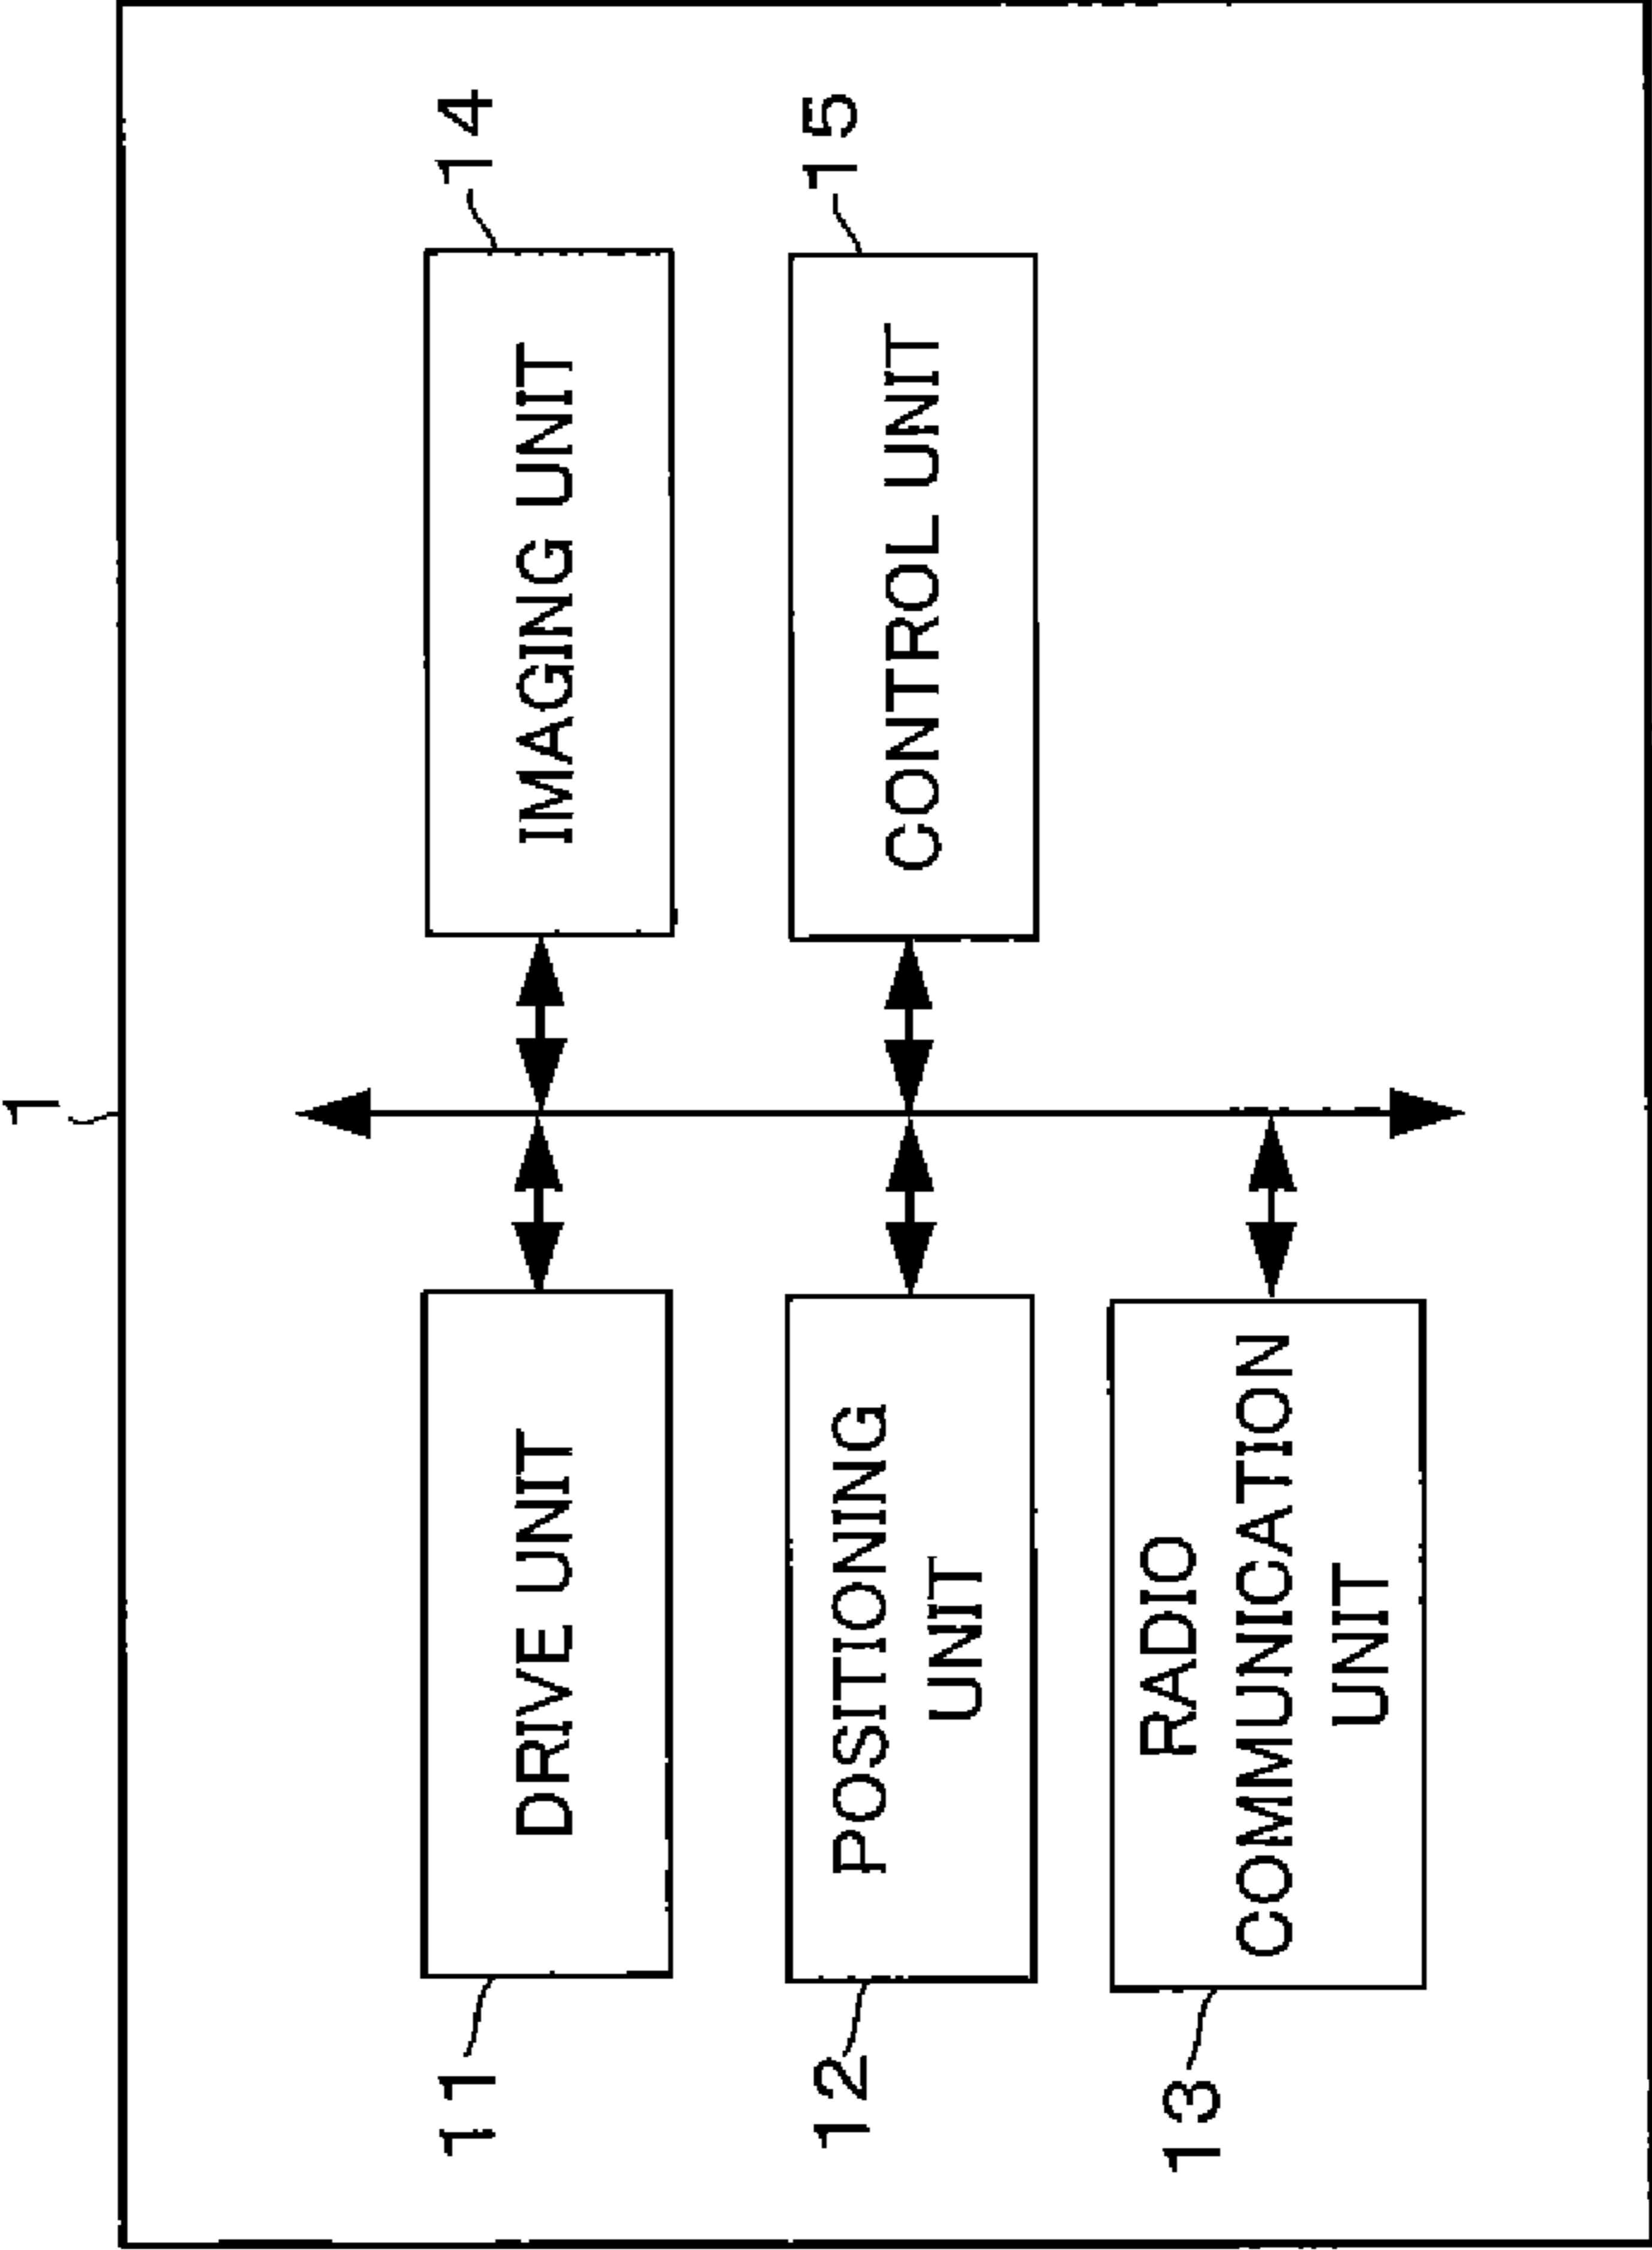 1
11
DRIVE UNIT
IMAGING UNIT
14
12
POSITIONING
UNIT
CONTROL UNIT
15
13
RADIO
COMMUNICATION
UNIT